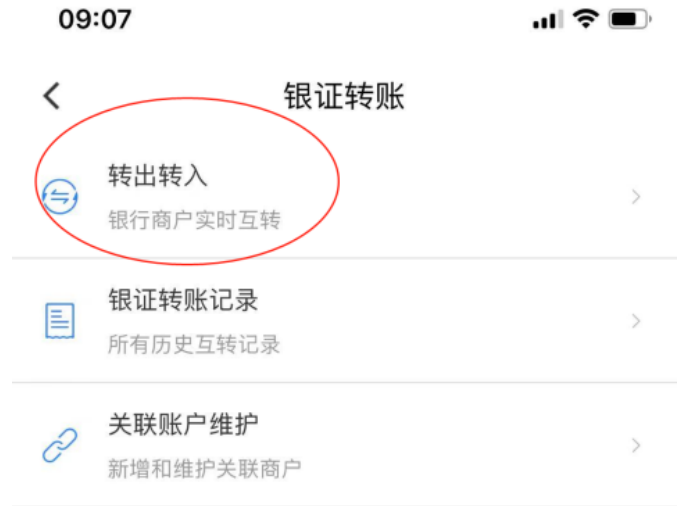 09:07
银证转账
转出转入
银行商户实时互转
银证转账记录
所有历史互转记录
关联账户维护
新增和维护关联商户